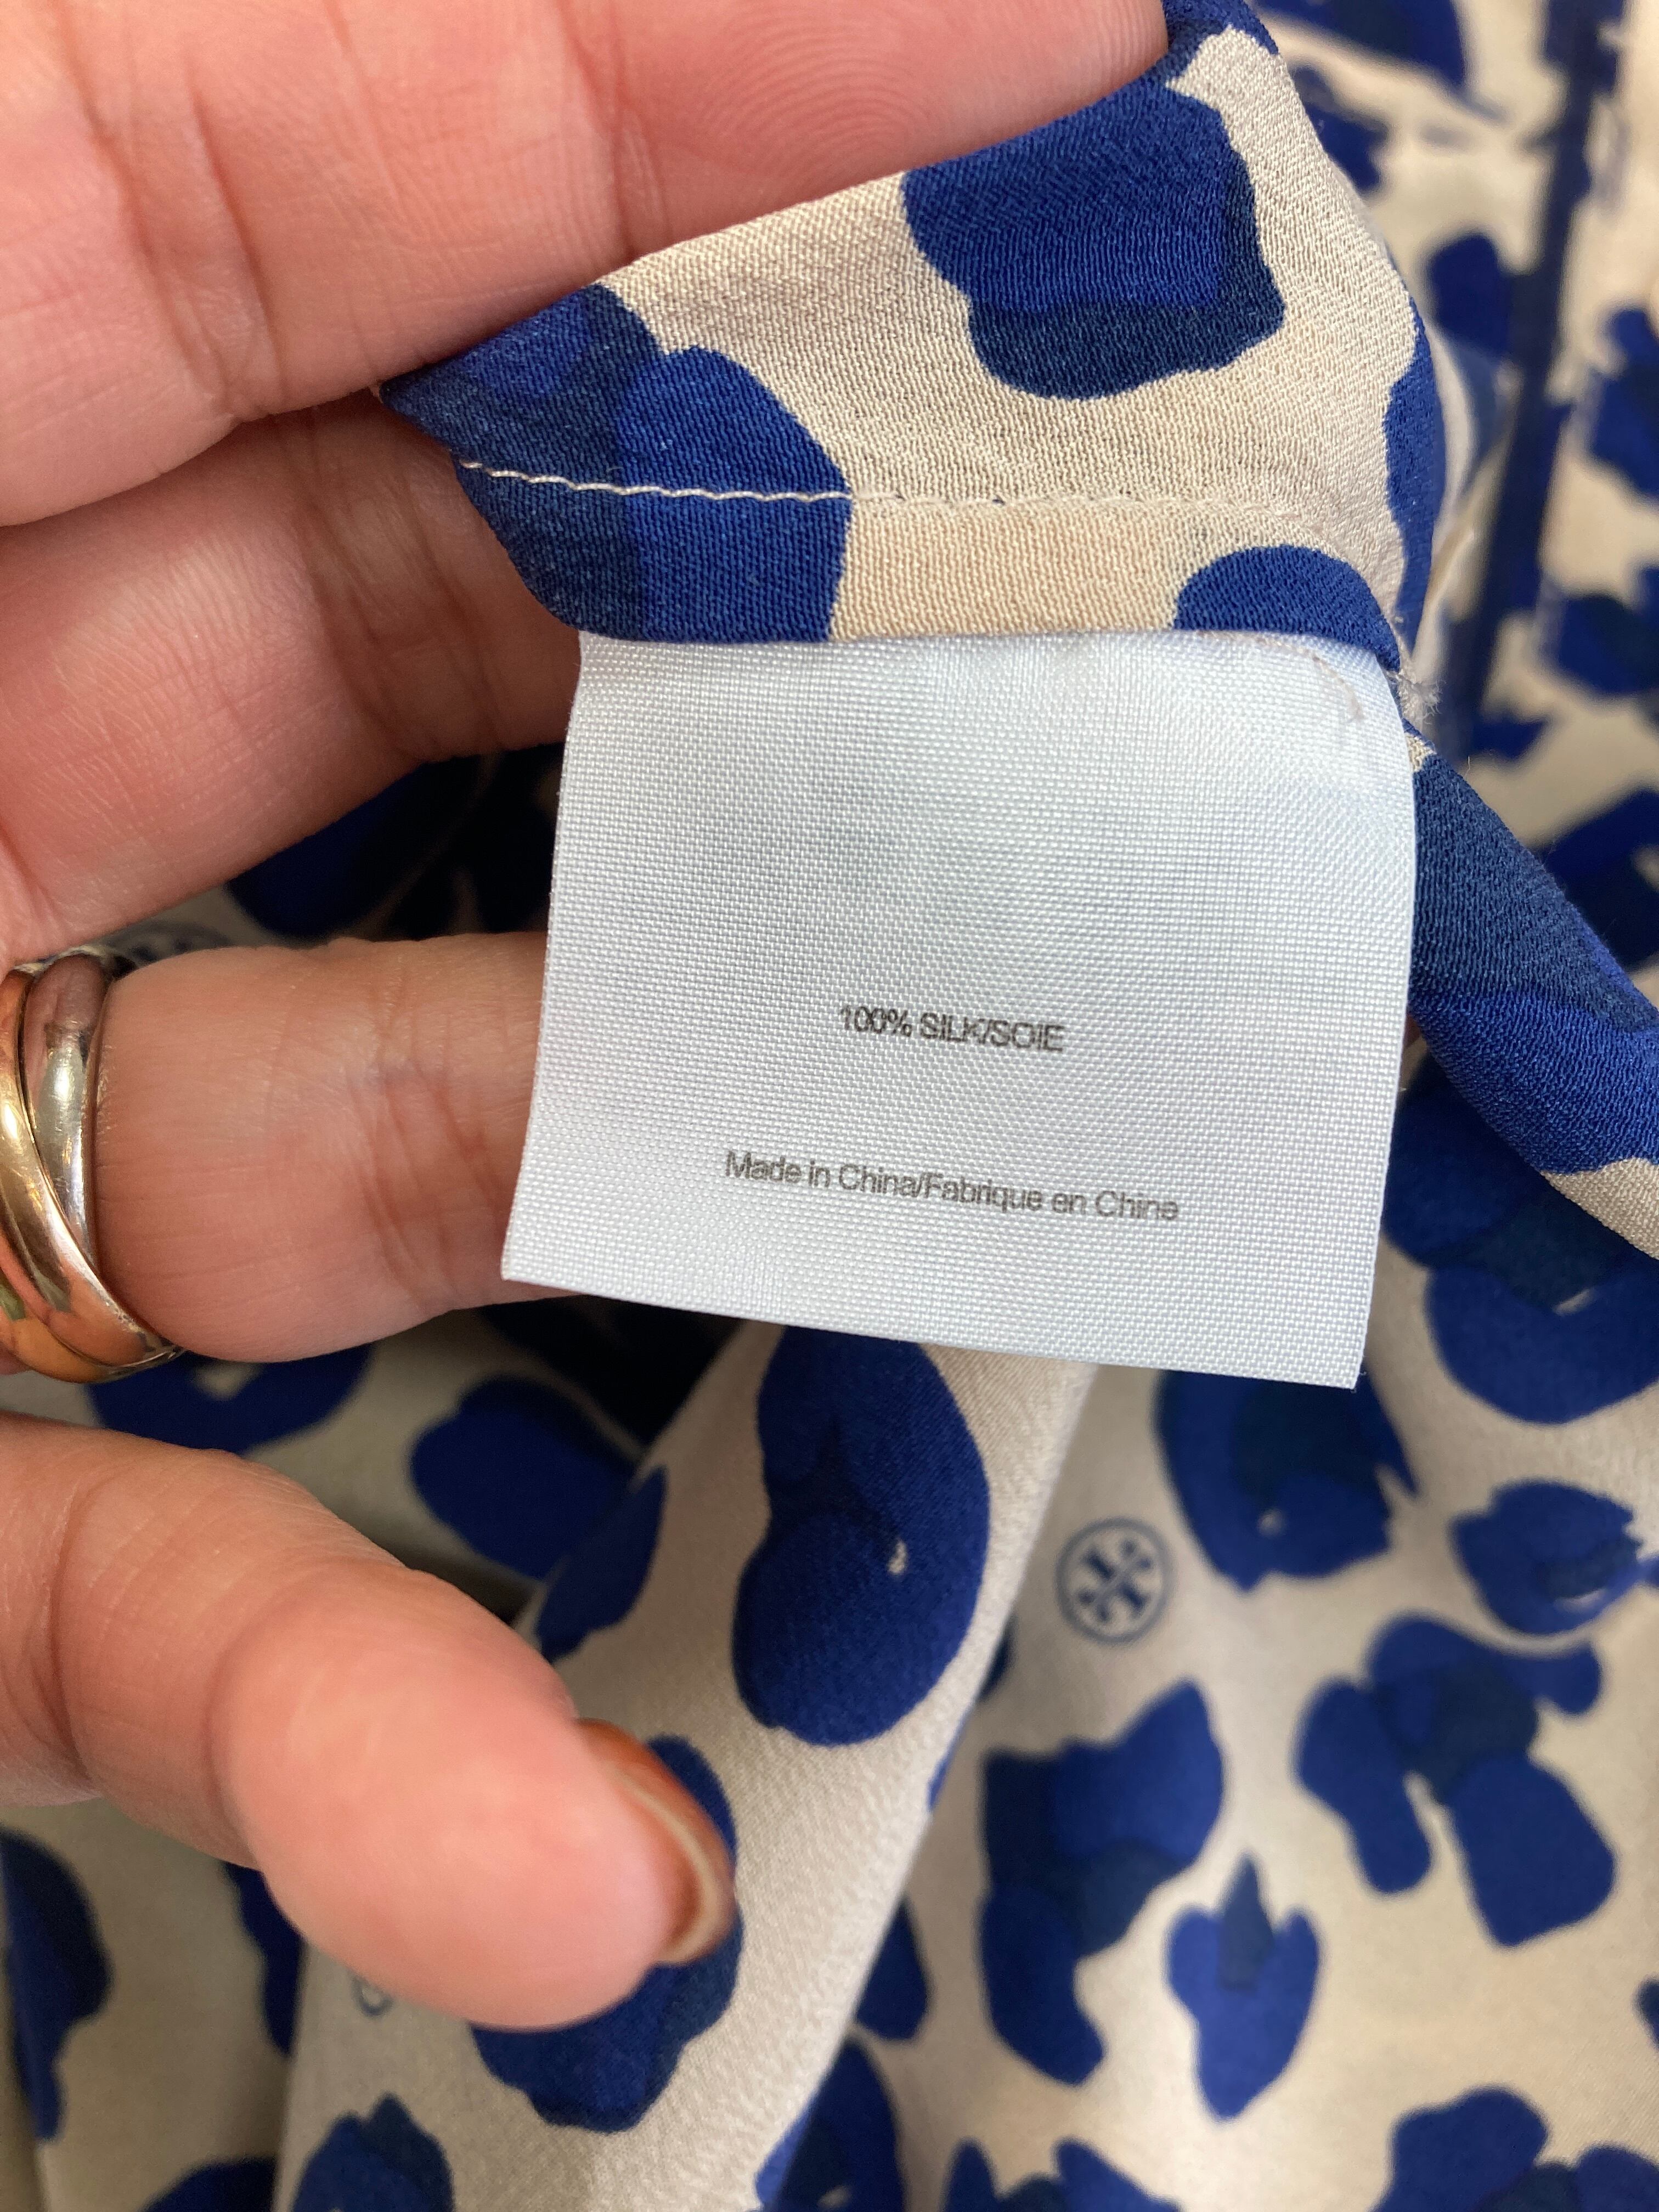 100% SILK/SOIE
Made in China/Fabrique en Chine